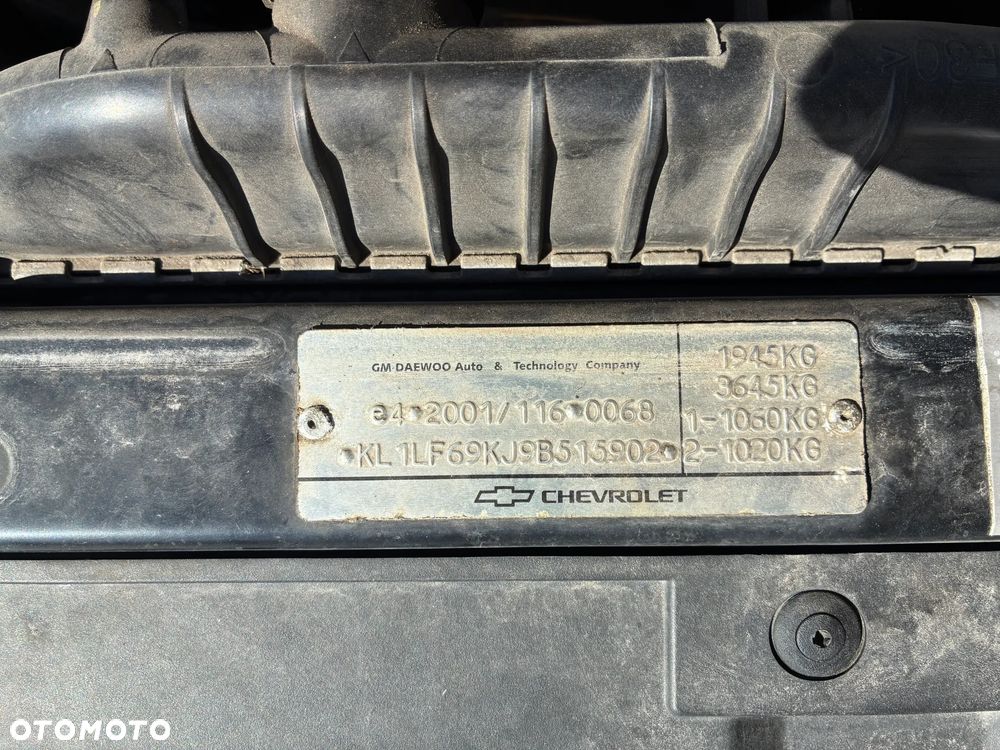 GM DAEWOO Auto & Technology Company
e4*2001/116*0068
*KL1LF69KJ9B515902*
1945KG
3645KG
1-1060KG
2-1020KG
CHEVROLET
OTOMOTO